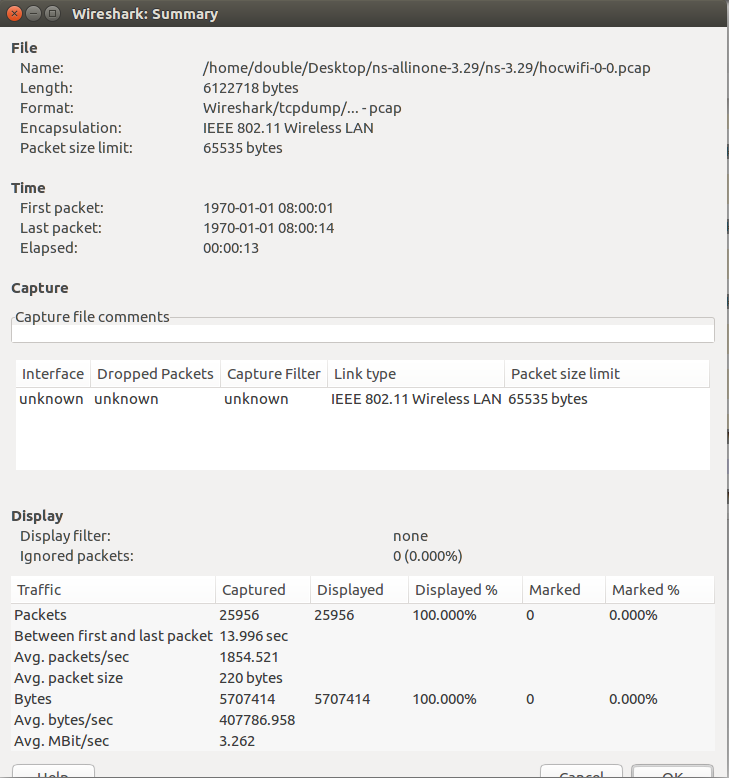 Wireshark: Summary
File
Name: /home/double/Desktop/ns-allinone-3.29/ns-3.29/hocwifi-0-0.pcap
Length: 6122718 bytes
Format: Wireshark/tcpdump/... - pcap
Encapsulation: IEEE 802.11 Wireless LAN
Packet size limit: 65535 bytes
Time
First packet: 1970-01-01 08:00:01
Last packet: 1970-01-01 08:00:14
Elapsed: 00:00:13
Capture
Capture file comments
Interface Dropped Packets Capture Filter Link type Packet size limit
unknown unknown unknown IEEE 802.11 Wireless LAN 65535 bytes
Display
Display filter: none
Ignored packets: 0 (0.000%)
Traffic Captured Displayed Displayed % Marked Marked %
Packets 25956 25956 100.000% 0 0.000%
Between first and last packet 13.996 sec
Avg. packets/sec 1854.521
Avg. packet size 220 bytes
Bytes 5707414 5707414 100.000% 0 0.000%
Avg. bytes/sec 407786.958
Avg. MBit/sec 3.262
Help Cancel OK